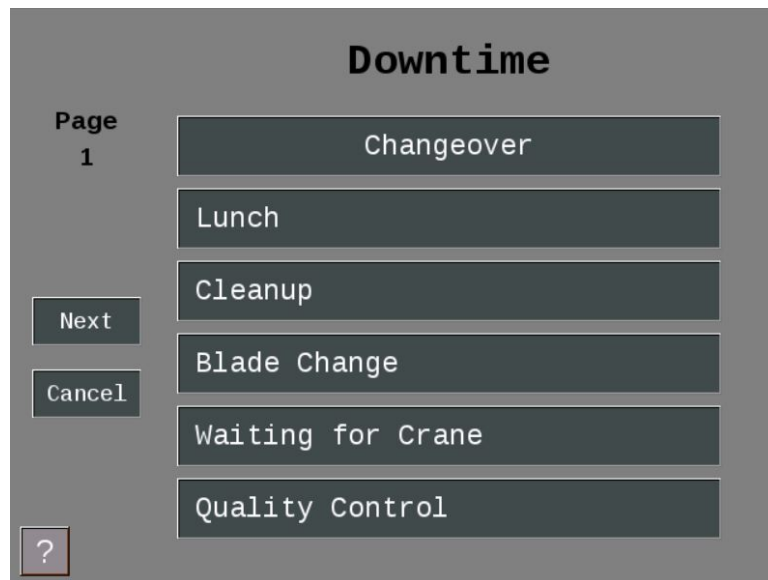 Downtime
Page
1
Changeover
Lunch
Cleanup
Next
Blade Change
Cancel
Waiting for Crane
Quality Control
?